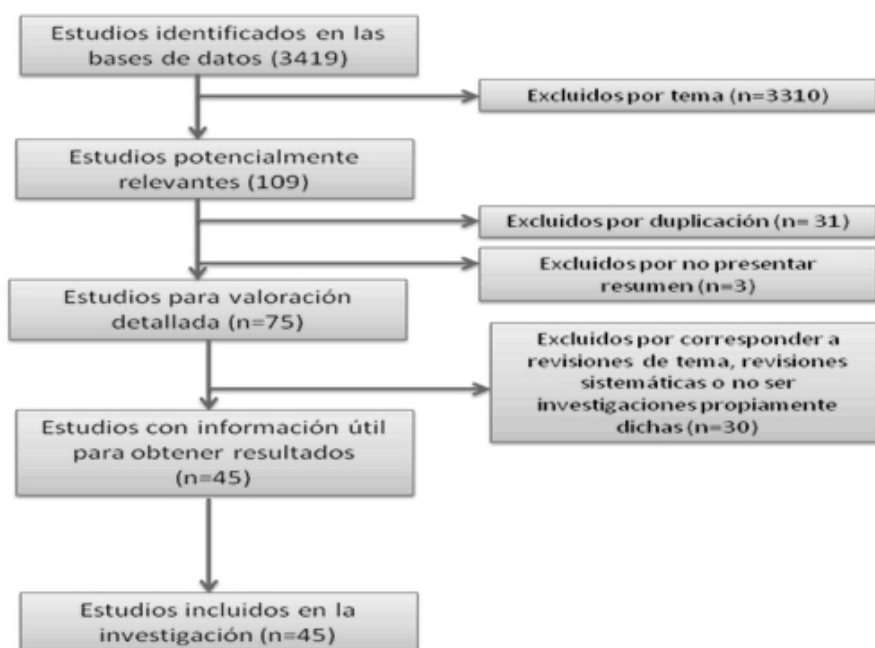 Estudios identificados en las
bases de datos (3419)
Excluidos por tema (n=3310)
Estudios potencialmente
relevantes (109)
Excluidos por duplicación (n= 31)
Excluidos por no presentar
resumen (n=3)
Estudios para valoración
detallada (n=75)
Excluidos por corresponder a
revisiones de tema, revisiones
sistemáticas o no ser
investigaciones propiamente
dichas (n=30)
Estudios con información útil
para obtener resultados
(n=45)
Estudios incluidos en la
investigación (n=45)